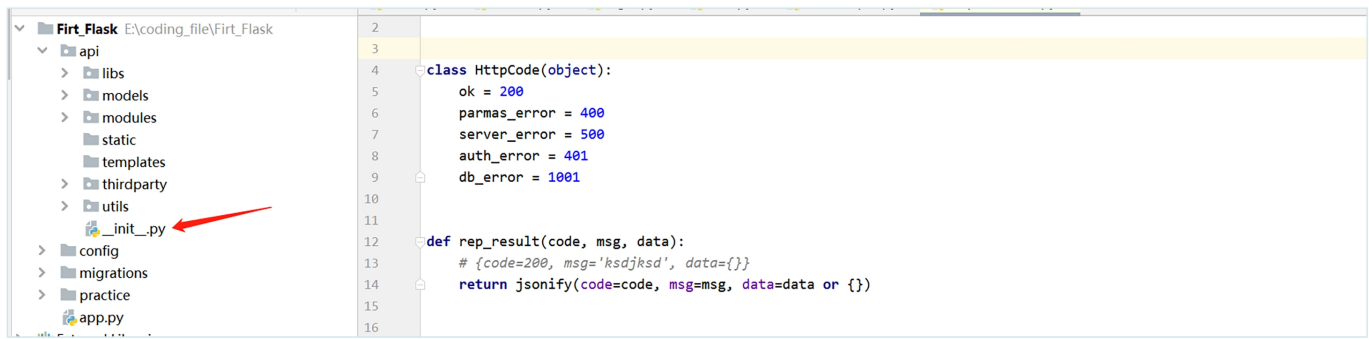 Firt_Flask E:\coding_file\Firt_Flask
api
libs
models
modules
static
templates
thirdparty
utils
__init__.py
config
migrations
practice
app.py
2
3
4 class HttpCode(object):
5 ok = 200
6 parmas_error = 400
7 server_error = 500
8 auth_error = 401
9 db_error = 1001
10
11
12 def rep_result(code, msg, data):
13 # {code=200, msg='ksdjksd', data={}}
14 return jsonify(code=code, msg=msg, data=data or {})
15
16